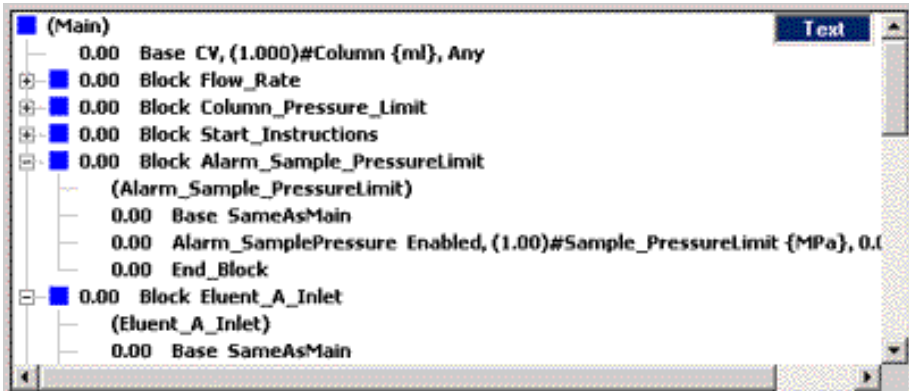 (Main)
Text
0.00 Base CV, (1.000)#Column {ml}, Any
0.00 Block Flow_Rate
0.00 Block Column_Pressure_Limit
0.00 Block Start_Instructions
0.00 Block Alarm_Sample_PressureLimit
(Alarm_Sample_PressureLimit)
0.00 Base SameAsMain
0.00 Alarm_SamplePressure Enabled, (1.00)#Sample_PressureLimit {MPa},
0.00 End_Block
0.00 Block Eluent_A_Inlet
(Eluent_A_Inlet)
0.00 Base SameAsMain